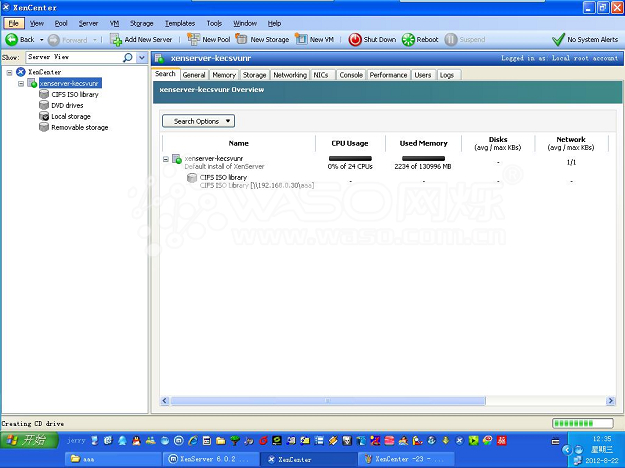 XenCenter
File View Pool Server VM Storage Templates Tools Window Help
Back Forward Add New Server New Pool New Storage New VM Shut Down Reboot Suspend No System Alerts
Show: Server View
xenserver-kecsvunr
Logged in as: Local root account
XenCenter
xenserver-kecsvunr
CIFS ISO library
DVD drives
Local storage
Removable storage
Search General Memory Storage Networking NICs Console Performance Users Logs
xenserver-kecsvunr Overview
Search Options
Name CPU Usage Used Memory Disks Network
(avg / max KBs) (avg / max KBs)
xenserver-kecsvunr
Default install of XenServer
0% of 24 CPUs 2234 of 130996 MB - 1/1
CIFS ISO library
CIFS ISO Library [\\192.168.0.30\aaa]
- - - -
WASO网烁
www.waso.com.cn
Creating CD drive
开始 jerry 12:35
星期三
2012-8-22
aaa XenServer 6.0.2 ... XenCenter XenCenter -23 - ...